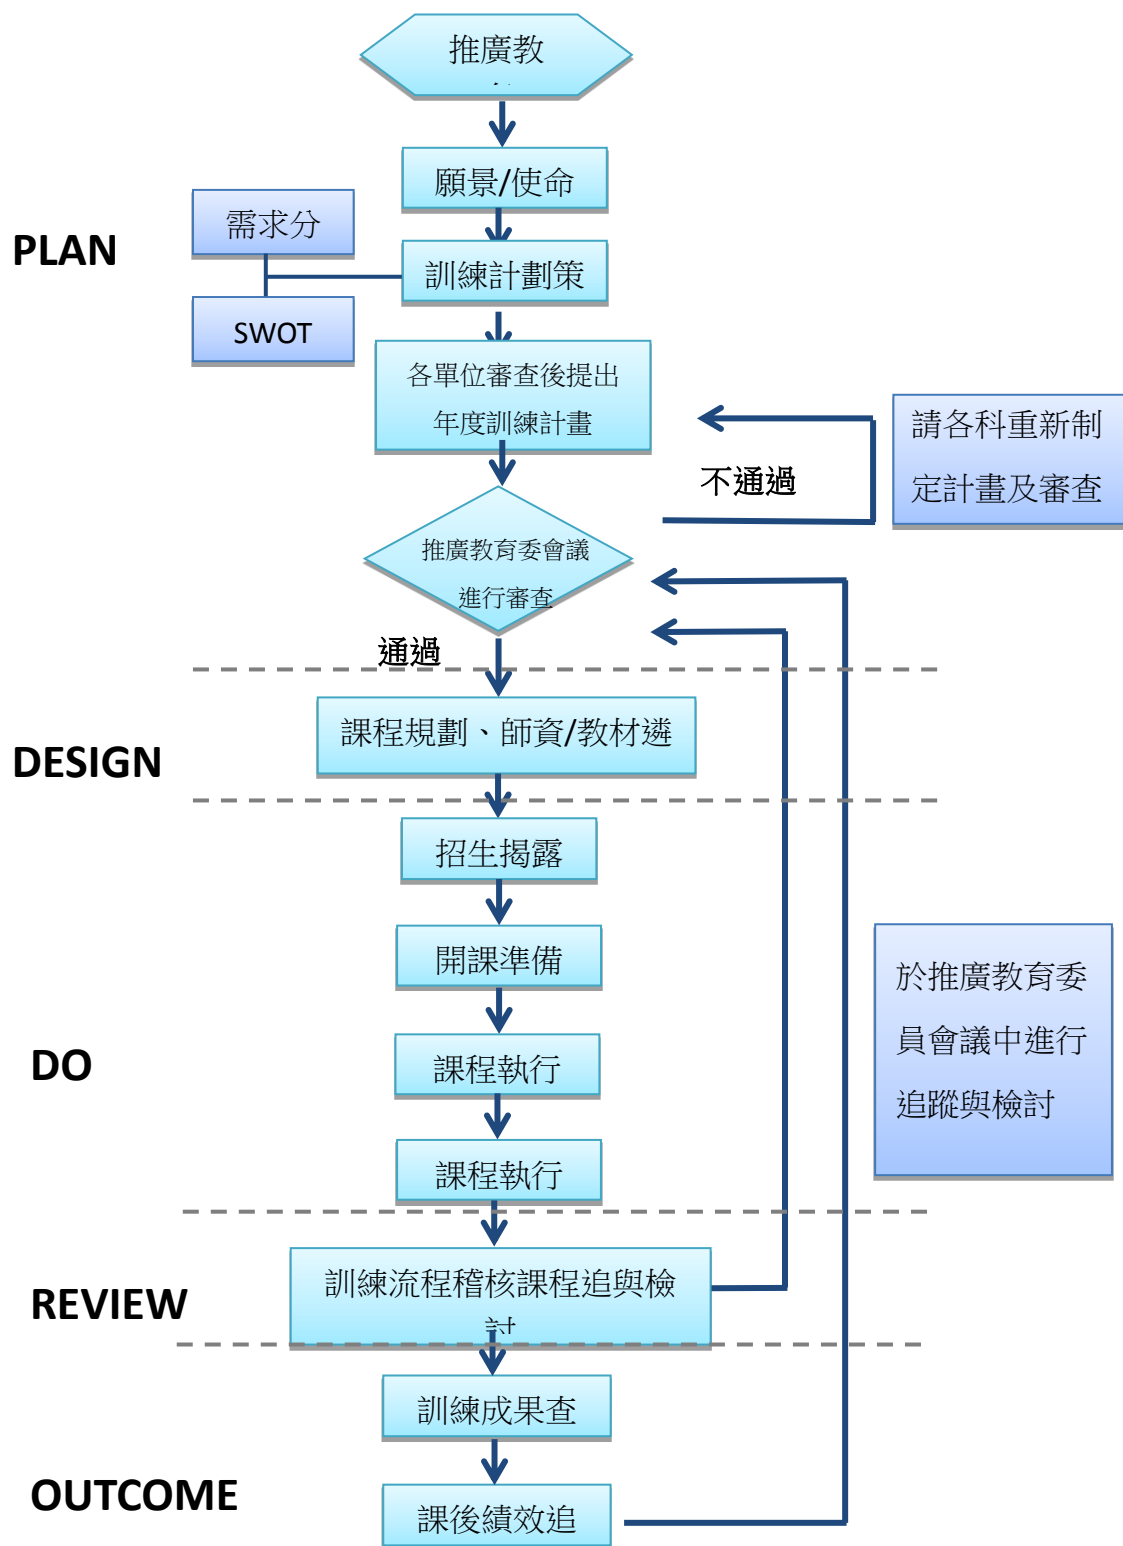 推廣教
願景/使命
需求分
PLAN
訓練計劃策
SWOT
各單位審查後提出
年度訓練計畫
請各科重新制
定計畫及審查
不通過
推廣教育委會議
進行審查
通過
課程規劃、師資/教材遴
DESIGN
招生揭露
開課準備
於推廣教育委
員會議中進行
追蹤與檢討
DO
課程執行
課程執行
訓練流程稽核課程追與檢
討
REVIEW
訓練成果查
OUTCOME
課後績效追